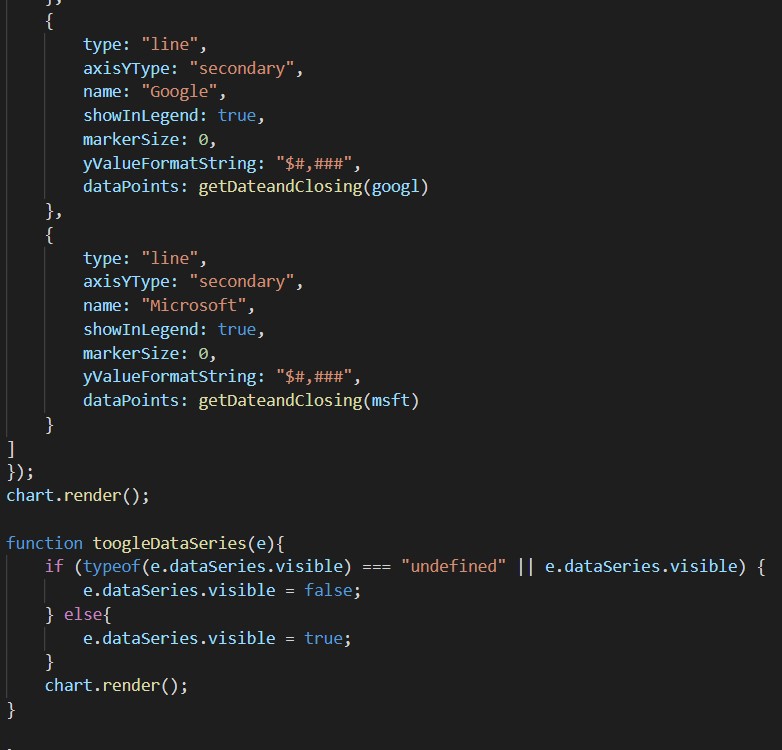 },
{
type: "line",
axisYType: "secondary",
name: "Google",
showInLegend: true,
markerSize: 0,
yValueFormatString: "$#,###",
dataPoints: getDateandClosing(googl)
},
{
type: "line",
axisYType: "secondary",
name: "Microsoft",
showInLegend: true,
markerSize: 0,
yValueFormatString: "$#,###",
dataPoints: getDateandClosing(msft)
}
]
});
chart.render();
function toogleDataSeries(e){
if (typeof(e.dataSeries.visible) === "undefined" || e.dataSeries.visible) {
e.dataSeries.visible = false;
} else{
e.dataSeries.visible = true;
}
chart.render();
}